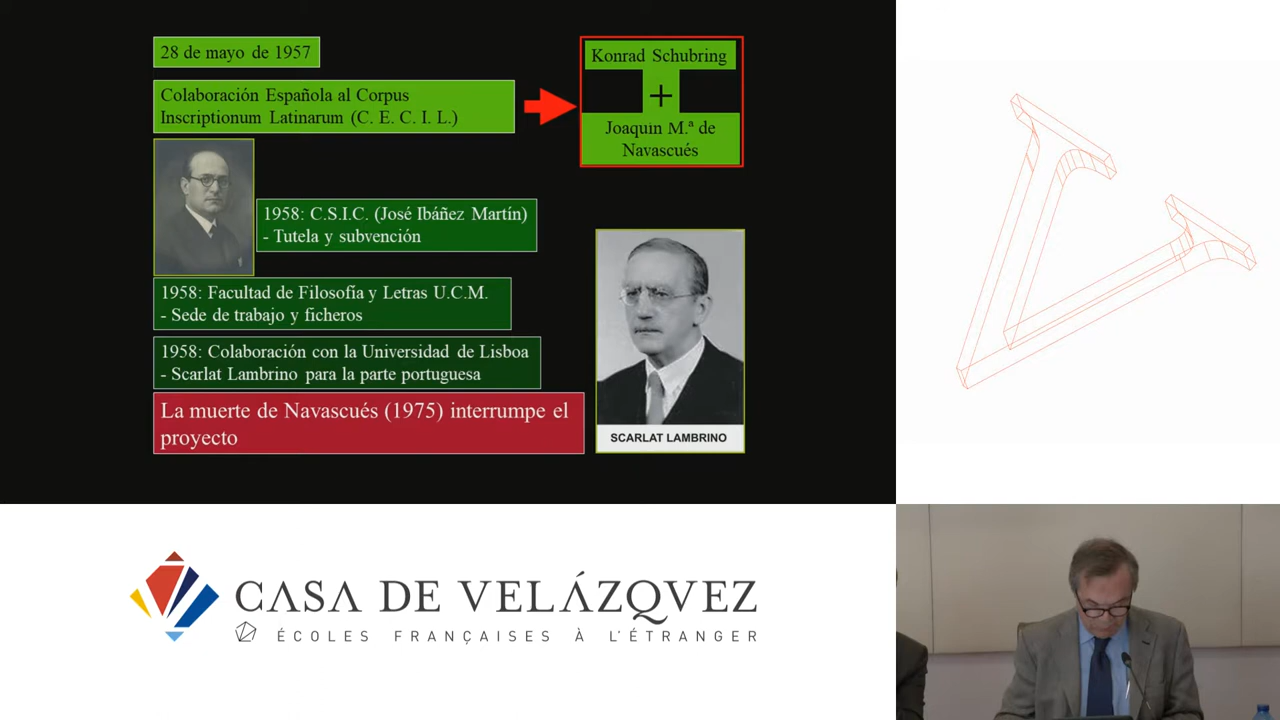 28 de mayo de 1957
Colaboración Española al Corpus
Inscriptionum Latinarum (C. E. C. I. L.)
Konrad Schubring
+
Joaquin M.ª de
Navascués
1958: C.S.I.C. (José Ibáñez Martín)
- Tutela y subvención
1958: Facultad de Filosofía y Letras U.C.M.
- Sede de trabajo y ficheros
1958: Colaboración con la Universidad de Lisboa
- Scarlat Lambrino para la parte portuguesa
La muerte de Navascués (1975) interrumpe el
proyecto
SCARLAT LAMBRINO
CASA DE VELÁZQVEZ
ÉCOLES FRANÇAISES À L'ÉTRANGER